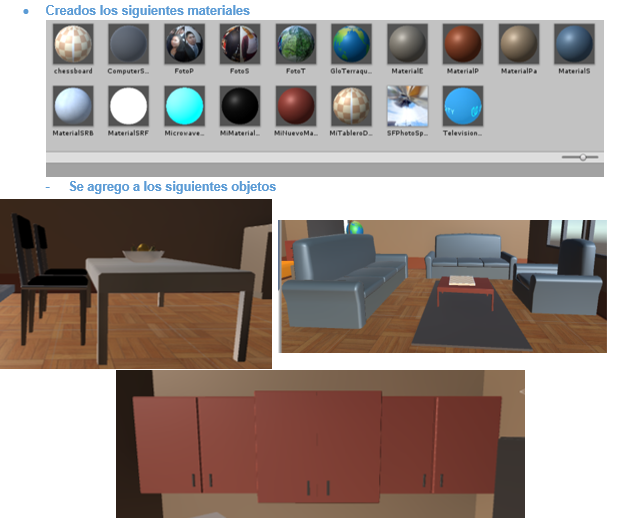 • Creados los siguientes materiales
chessboard ComputerS... FotoP FotoS FotoT GloTerraqu... MaterialE MaterialP MaterialPa MaterialS
MaterialSRB MaterialSRF Microwave... MiMaterial... MiNuevoMa... MiTableroD... SFPhotoSp... Television...
- Se agrego a los siguientes objetos